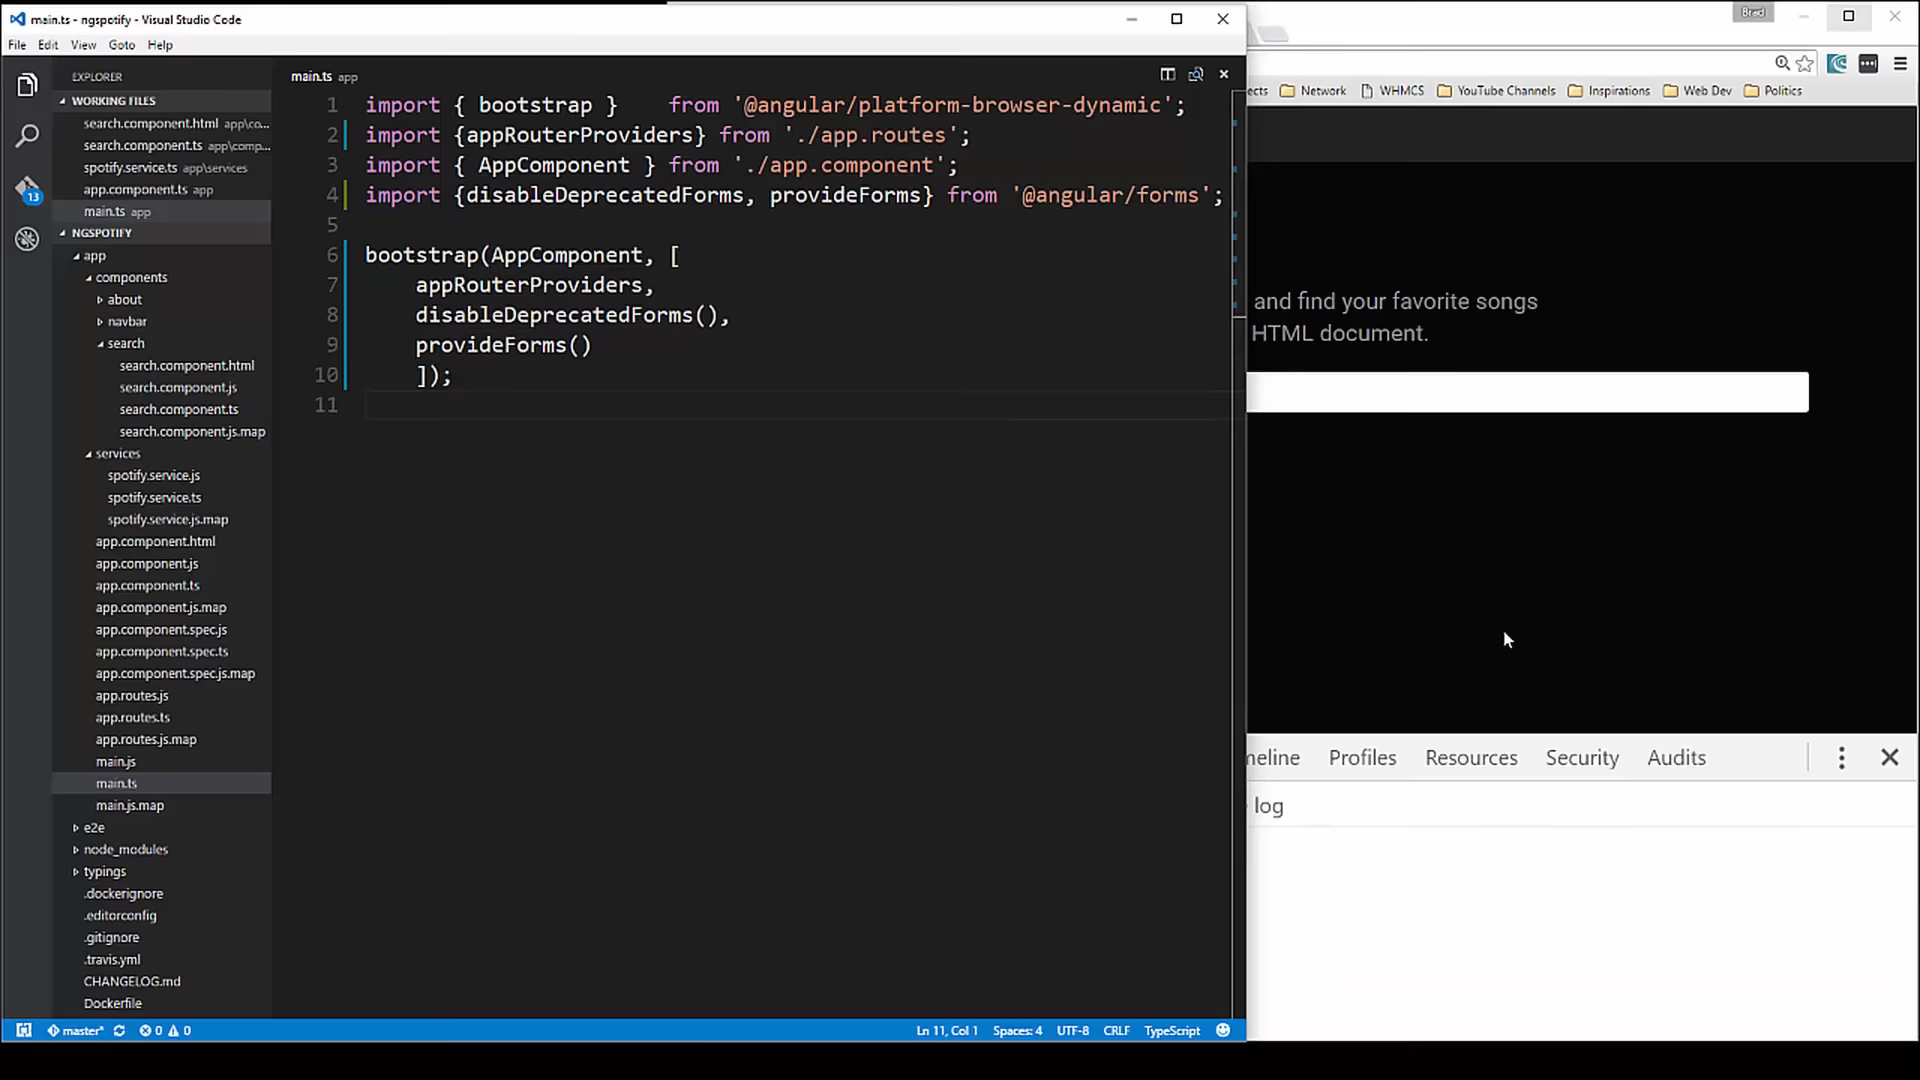 main.ts - ngspotify - Visual Studio Code
File Edit View Goto Help
EXPLORER
WORKING FILES
search.component.html app\co...
search.component.ts app\comp...
spotify.service.ts app\services
app.component.ts app
main.ts app
NGSPOTIFY
app
components
about
navbar
search
search.component.html
search.component.js
search.component.ts
search.component.js.map
services
spotify.service.js
spotify.service.ts
spotify.service.js.map
app.component.html
app.component.js
app.component.ts
app.component.js.map
app.component.spec.js
app.component.spec.ts
app.component.spec.js.map
app.routes.js
app.routes.ts
app.routes.js.map
main.js
main.ts
main.js.map
e2e
node_modules
typings
.dockerignore
.editorconfig
.gitignore
.travis.yml
CHANGELOG.md
Dockerfile
13
main.ts app
1 import { bootstrap }    from '@angular/platform-browser-dynamic';
2 import {appRouterProviders} from './app.routes';
3 import { AppComponent } from './app.component';
4 import {disableDeprecatedForms, provideForms} from '@angular/forms';
5
6 bootstrap(AppComponent, [
7     appRouterProviders,
8     disableDeprecatedForms(),
9     provideForms()
10     ]);
11
master* 0 0 Ln 11, Col 1 Spaces: 4 UTF-8 CRLF TypeScript
Brad
ects Network WHMCS YouTube Channels Inspirations Web Dev Politics
and find your favorite songs
HTML document.
meline Profiles Resources Security Audits
log